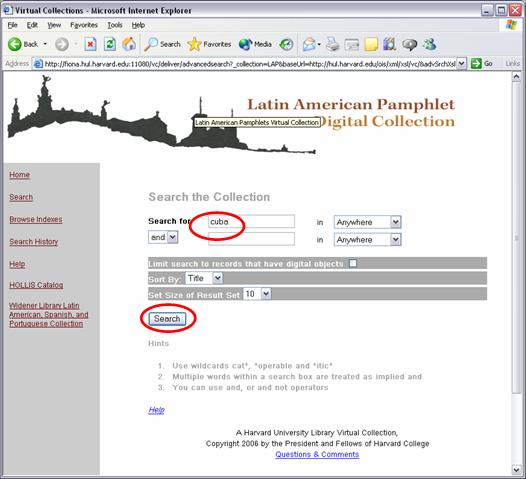 Virtual Collections - Microsoft Internet Explorer
File Edit View Favorites Tools Help
Back Search Favorites Media
Address http://fiona.hul.harvard.edu:11080/vc/deliver/advancedsearch?_collection=LAP&baseUrl=http://hul.harvard.edu/ois/xml/xsl/vc/&advSrchXsl Go Links
Latin American Pamphlet
Digital Collection
Latin American Pamphlets Virtual Collection
Home
Search
Browse Indexes
Search History
Help
HOLLIS Catalog
Widener Library Latin
American, Spanish, and
Portuguese Collection
Search the Collection
Search for cuba in Anywhere
and in Anywhere
Limit search to records that have digital objects
Sort By: Title
Set Size of Result Set 10
Search
Hints
1. Use wildcards cat*, *operable and *itic*
2. Multiple words within a search box are treated as implied and
3. You can use and, or and not operators
Help
A Harvard University Library Virtual Collection,
Copyright 2006 by the President and Fellows of Harvard College
Questions & Comments